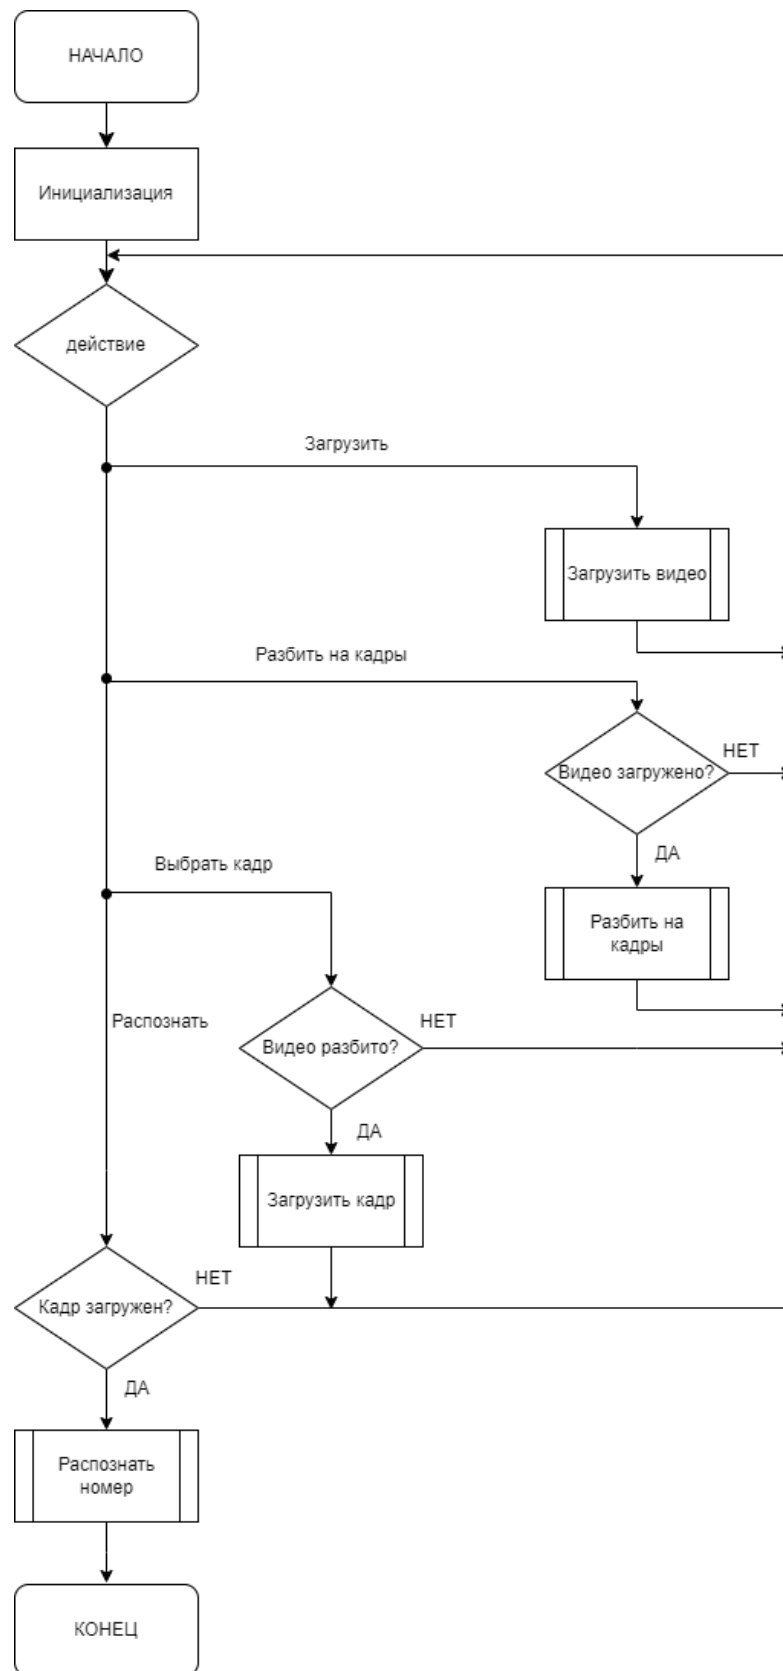 НАЧАЛО
Инициализация
действие
Загрузить
Загрузить видео
Разбить на кадры
НЕТ
Видео загружено?
ДА
Выбрать кадр
Разбить на
кадры
Распознать
НЕТ
Видео разбито?
ДА
Загрузить кадр
НЕТ
Кадр загружен?
ДА
Распознать
номер
КОНЕЦ